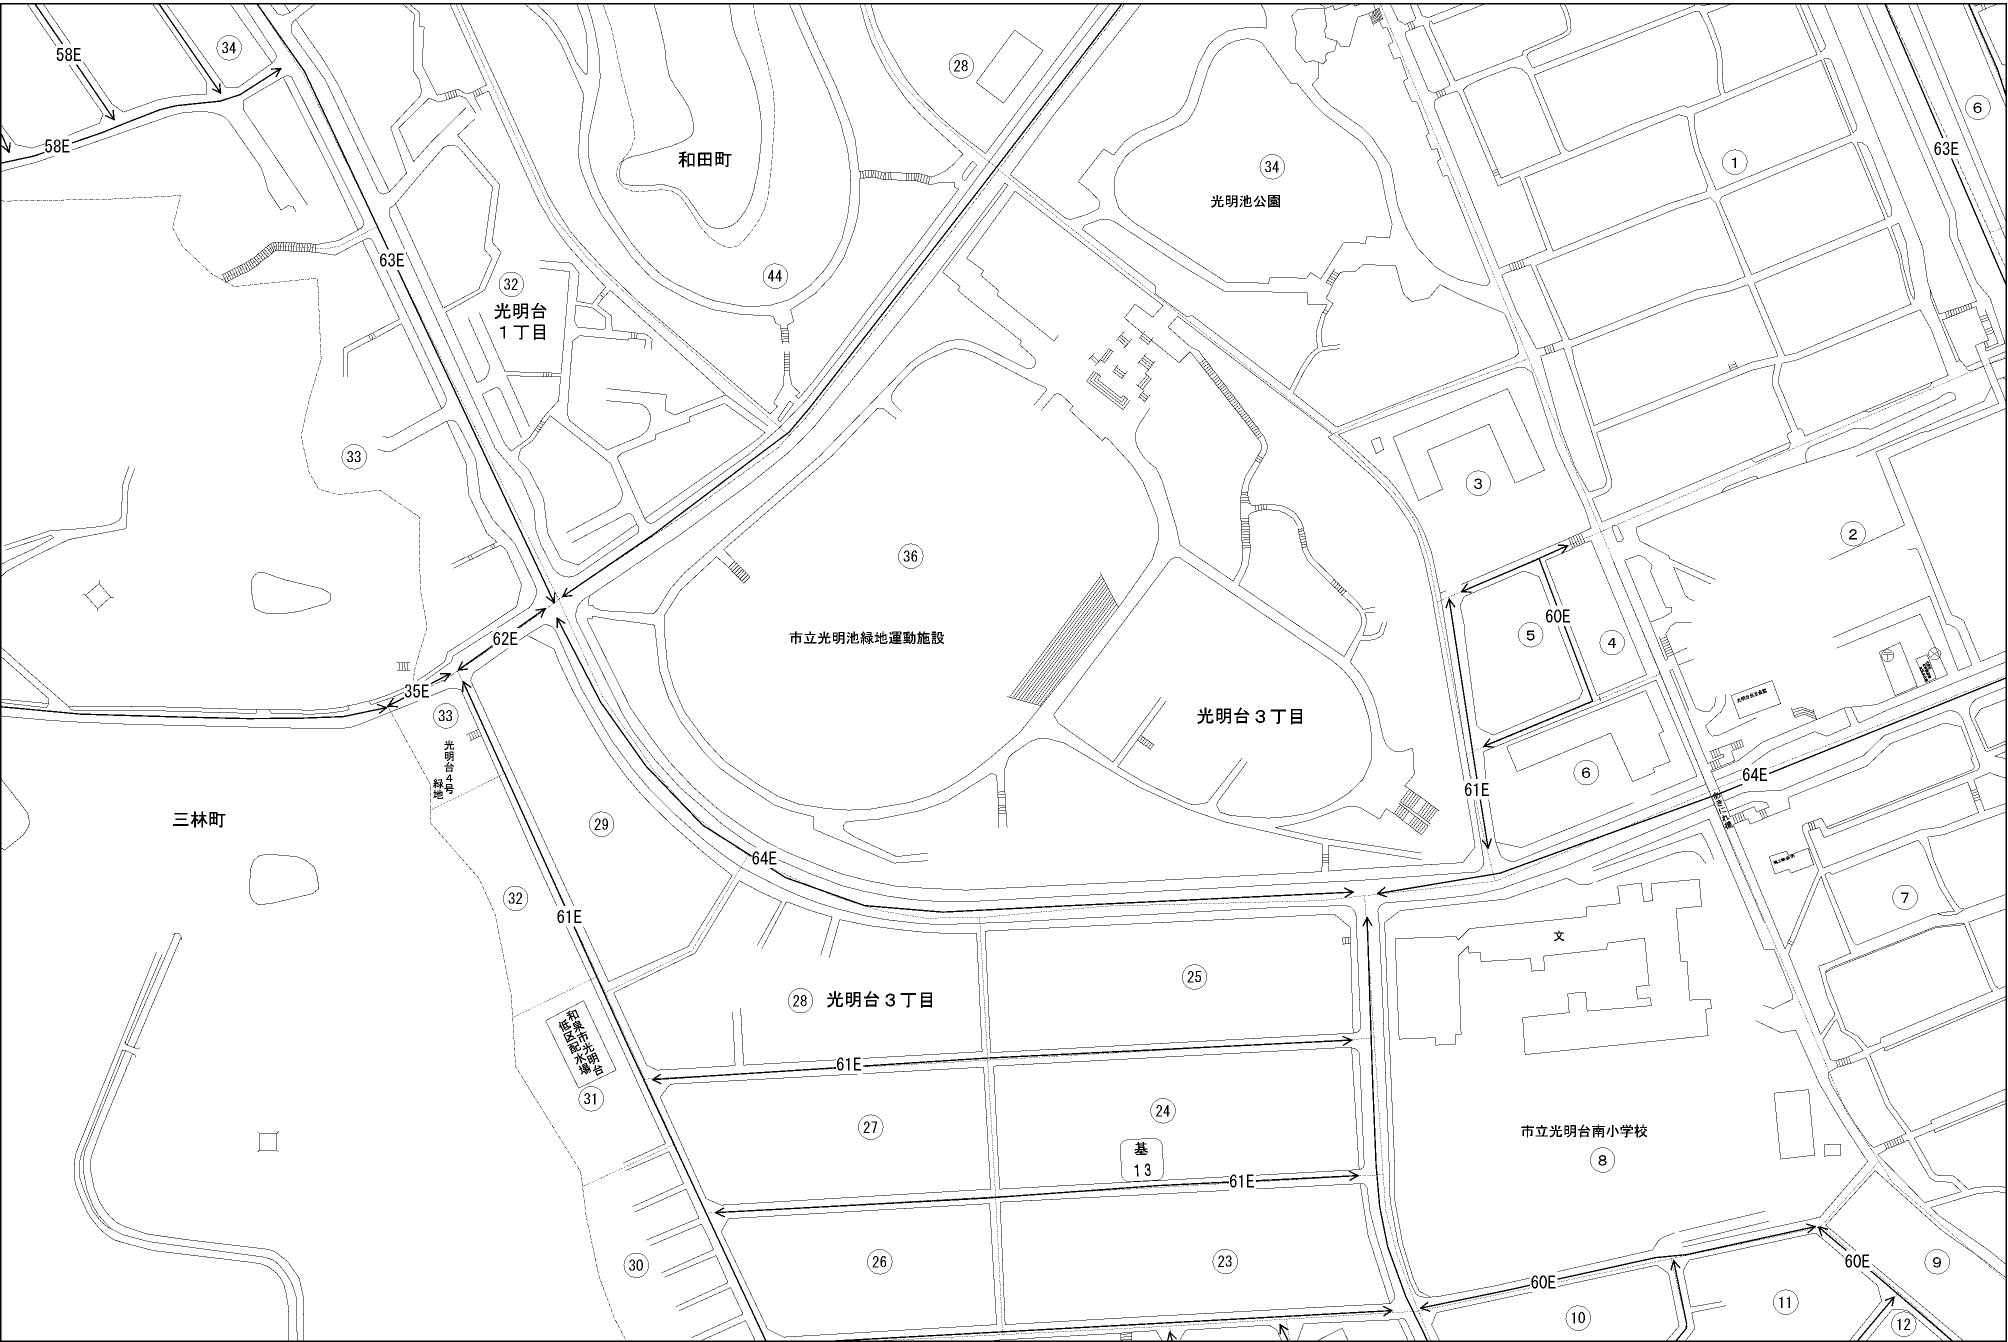 58E
34
58E
和田町
28
34
光明池公園
1
6
63E
63E
32
光明台
1丁目
44
33
3
2
36
市立光明池緑地運動施設
60E
5
4
62E
35E
33
光明台4号
緑地
光明台3丁目
6
64E
61E
三林町
29
64E
32
61E
文
7
28
光明台3丁目
25
和泉市光明台
低区配水場
31
61E
27
24
基
13
市立光明台南小学校
8
61E
30
26
23
60E
60E
9
10
11
12